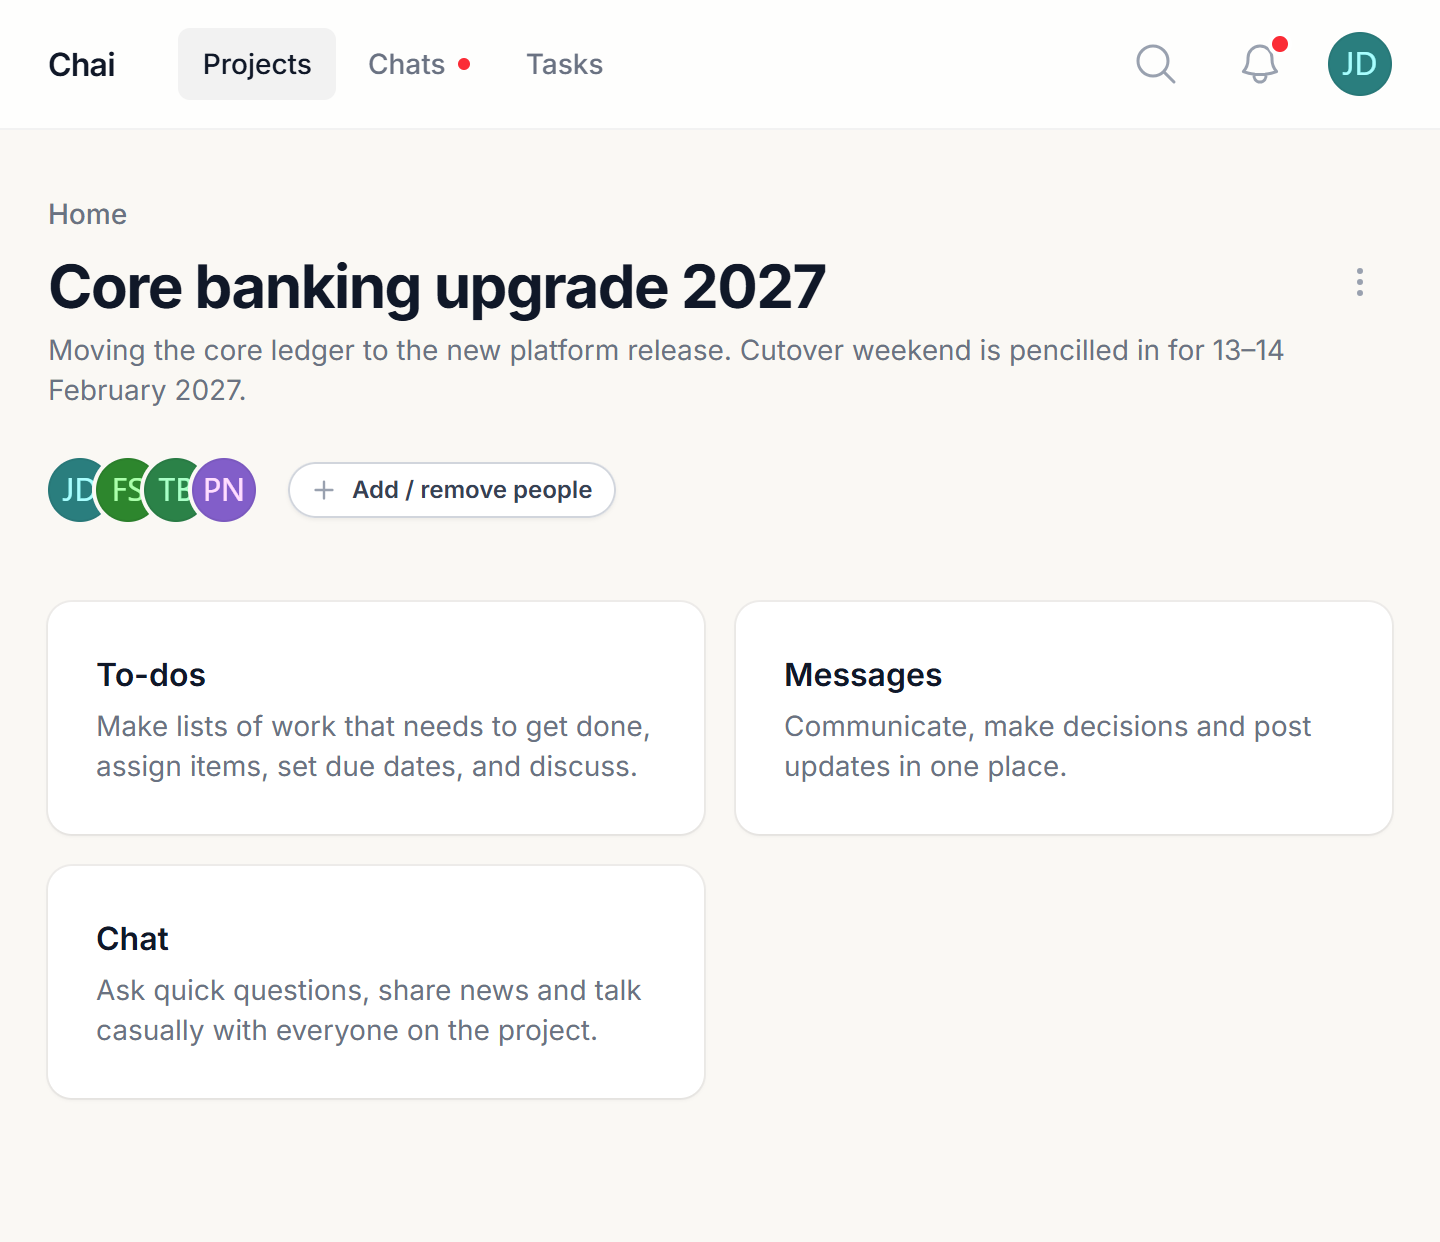 Chai
Projects
Chats
Tasks
JD
Home
Core banking upgrade 2027
Moving the core ledger to the new platform release. Cutover weekend is pencilled in for 13–14
February 2027.
JD
FS
TB
PN
Add / remove people
To-dos
Make lists of work that needs to get done,
assign items, set due dates, and discuss.
Messages
Communicate, make decisions and post
updates in one place.
Chat
Ask quick questions, share news and talk
casually with everyone on the project.